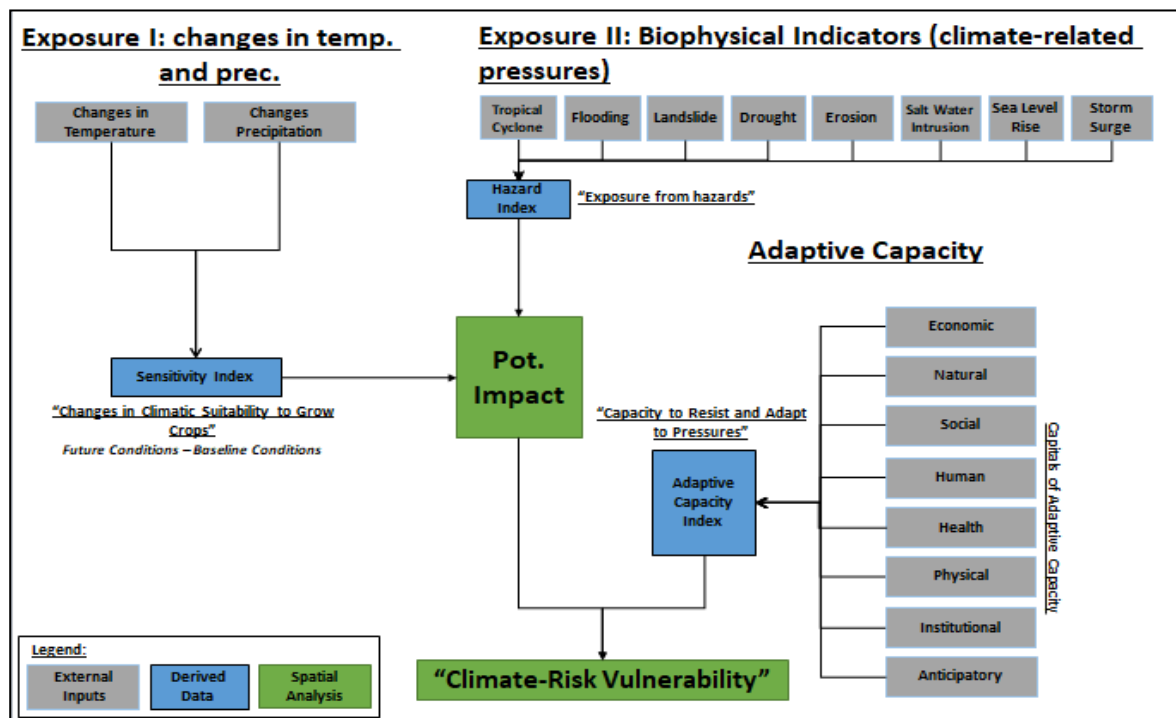 Exposure I: changes in temp.
and prec.
Exposure II: Biophysical Indicators (climate-related
pressures)
Changes in
Temperature
Changes
Precipitation
Tropical
Cyclone
Flooding
Landslide
Drought
Erosion
Salt Water
Intrusion
Sea Level
Rise
Storm
Surge
Hazard
Index
“Exposure from hazards”
Adaptive Capacity
Sensitivity Index
“Changes in Climatic Suitability to Grow
Crops”
Future Conditions – Baseline Conditions
Pot.
Impact
“Capacity to Resist and Adapt
to Pressures”
Adaptive
Capacity
Index
Economic
Natural
Social
Human
Health
Physical
Institutional
Anticipatory
Capitals of Adaptive Capacity
“Climate-Risk Vulnerability”
Legend:
External
Inputs
Derived
Data
Spatial
Analysis